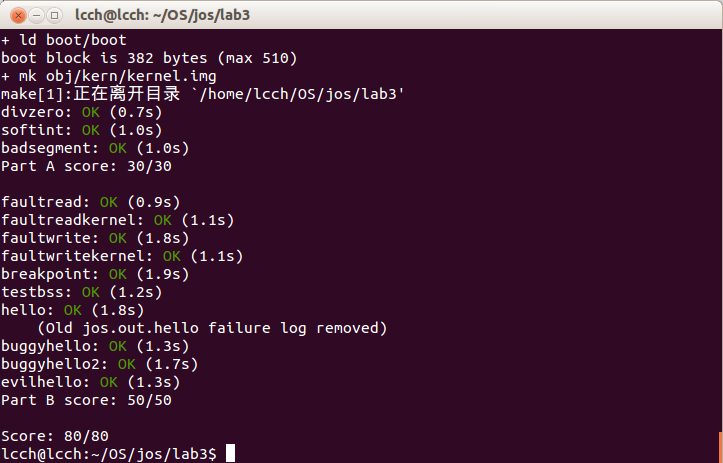 lcch@lcch: ~/OS/jos/lab3
+ ld boot/boot
boot block is 382 bytes (max 510)
+ mk obj/kern/kernel.img
make[1]:正在离开目录 `/home/lcch/OS/jos/lab3'
divzero: OK (0.7s)
softint: OK (1.0s)
badsegment: OK (1.0s)
Part A score: 30/30
faultread: OK (0.9s)
faultreadkernel: OK (1.1s)
faultwrite: OK (1.8s)
faultwritekernel: OK (1.1s)
breakpoint: OK (1.9s)
testbss: OK (1.2s)
hello: OK (1.8s)
    (Old jos.out.hello failure log removed)
buggyhello: OK (1.3s)
buggyhello2: OK (1.7s)
evilhello: OK (1.3s)
Part B score: 50/50
Score: 80/80
lcch@lcch:~/OS/jos/lab3$